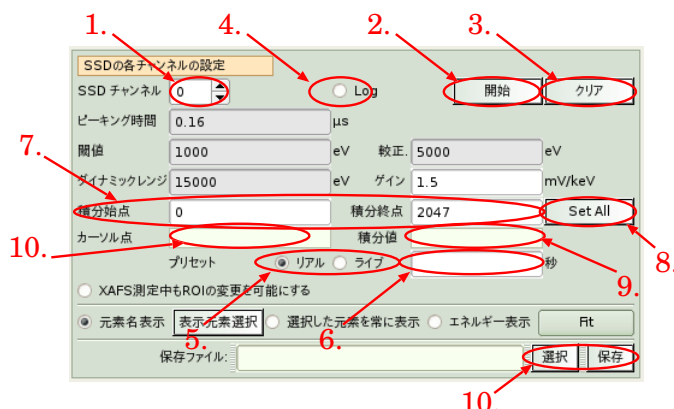 1. 4. 2. 3.
SSDの各チャンネルの設定
SSD チャンネル 0 Log 開始 クリア
ピーキング時間 0.16 μs
7.
閾値 1000 eV 較正. 5000 eV
ダイナミックレンジ 15000 eV ゲイン 1.5 mV/keV
積分始点 0 積分終点 2047 Set All
10. カーソル点 積分値 8.
プリセット リアル ライブ 秒
9.
XAFS測定中もROIの変更を可能にする
元素名表示 表示元素選択 選択した元素を常に表示 エネルギー表示 Fit
5. 6.
保存ファイル: 選択 保存
10.